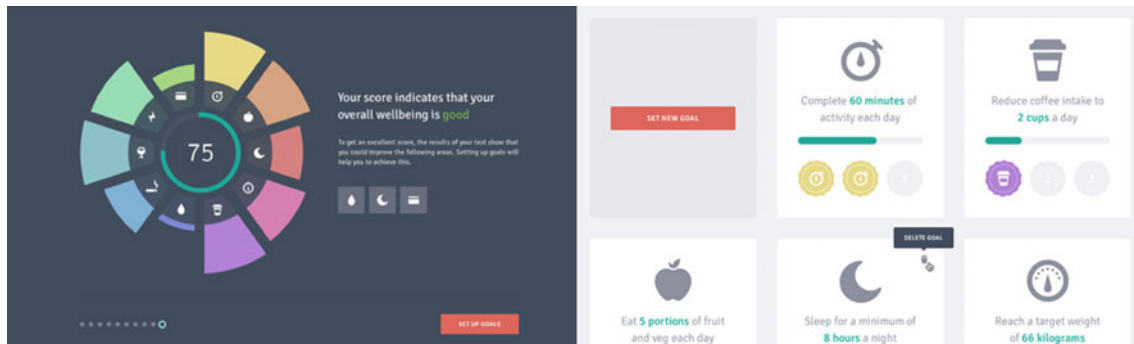 75
Your score indicates that your
overall wellbeing is good
To get an excellent score, the results of your test show that
you could improve the following areas. Setting up goals will
help you to achieve this.
SET UP GOALS
SET NEW GOAL
Complete 60 minutes of
activity each day
Reduce coffee intake to
2 cups a day
DELETE GOAL
Eat 5 portions of fruit
and veg each day
Sleep for a minimum of
8 hours a night
Reach a target weight
of 66 kilograms